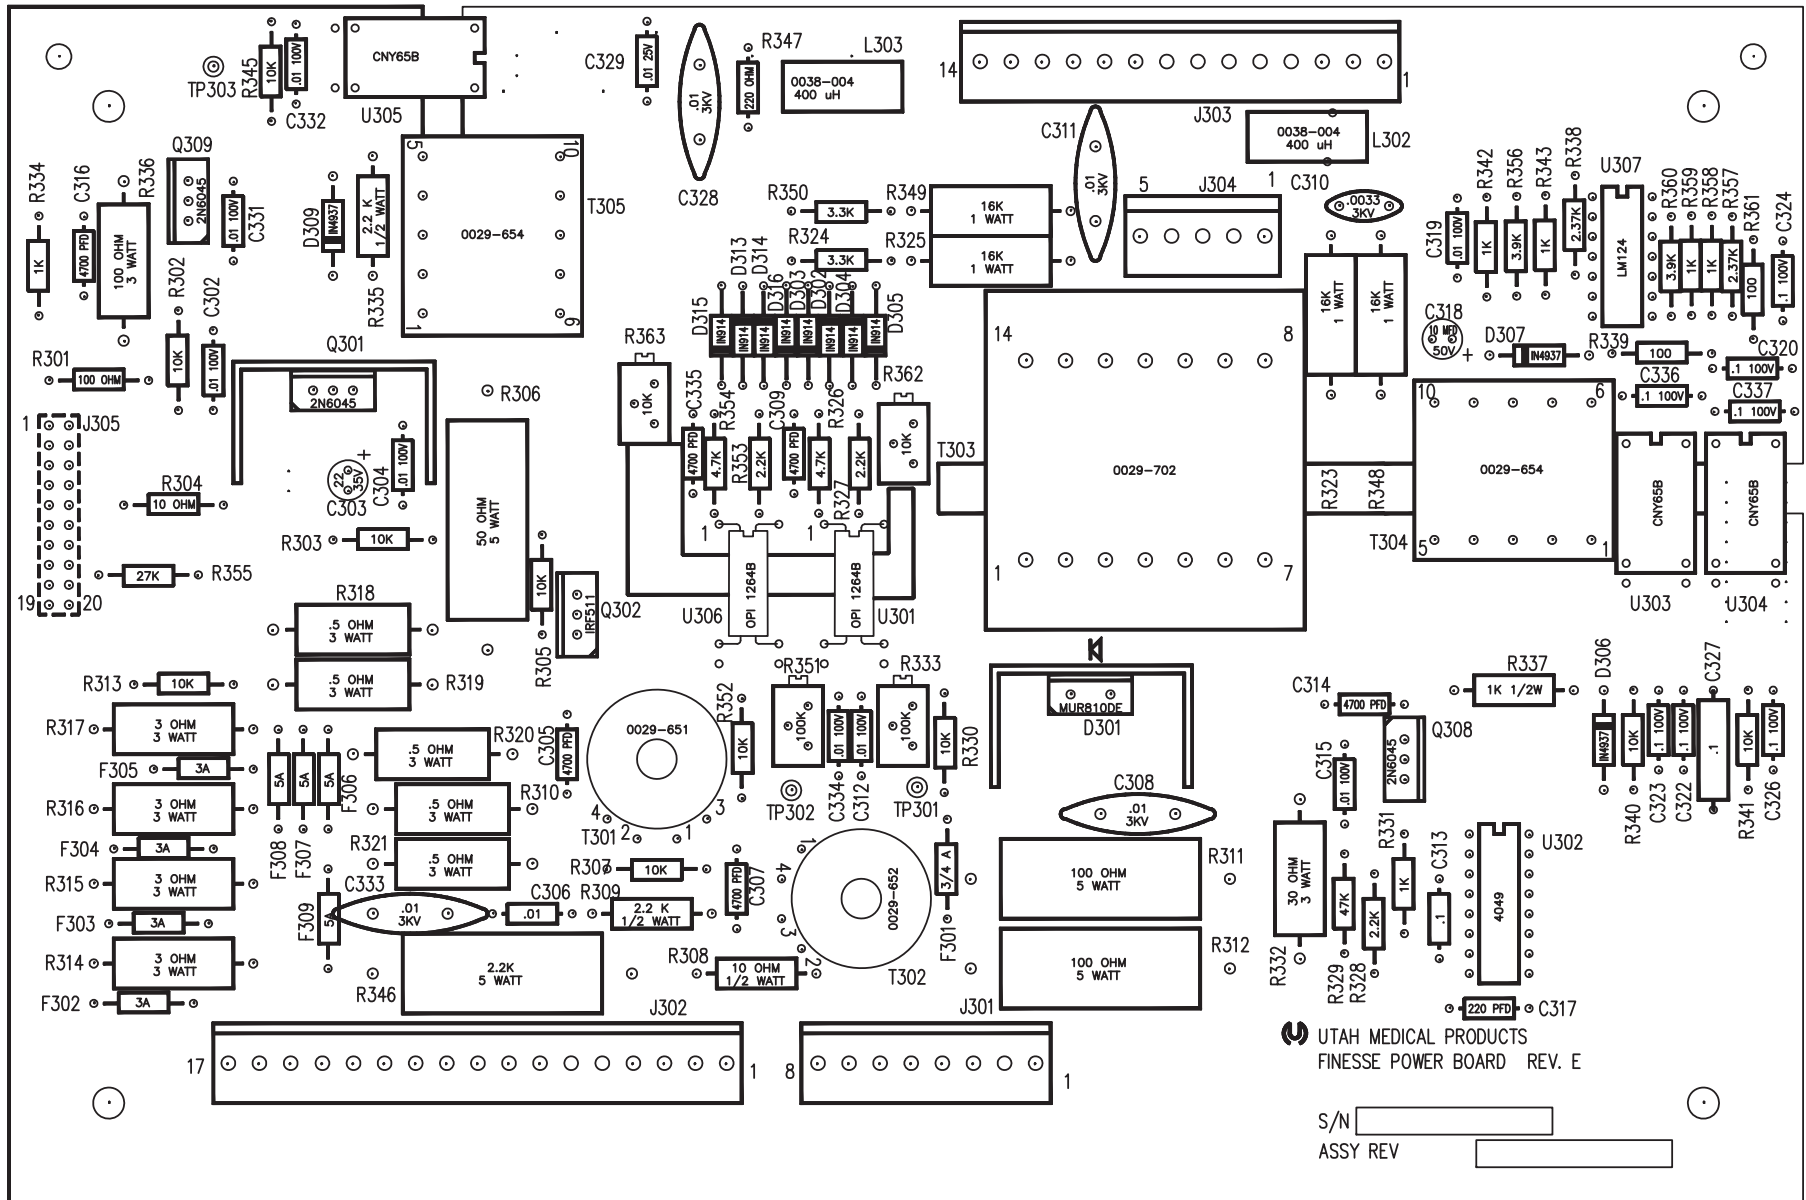 R345
10K
TP303
.01 100V
C332
CNY65B
U305
C329
.01 25V
.01
3KV
C328
R347
220 OHM
L303
0038-004
400 uH
14
1
J303
0038-004
400 uH
L302
C311
.01
3KV
R334
1K
C316
4700 PFD
R336
100 OHM
3 WATT
Q309
2N6045
.01 100V
C331
D309
IN4937
2.2 K
1/2 WATT
R335
5
10
1
6
0029-654
T305
R350
3.3K
R349
16K
1 WATT
R324
3.3K
R325
16K
1 WATT
5
J304
1
C310
.0033
3KV
C319
.01 100V
R342
1K
R356
3.9K
R343
1K
R338
2.37K
U307
LM124
R360
3.9K
R359
1K
R358
1K
R357
2.37K
R361
100
C324
.1 100V
R302
10K
C302
.01 100V
R301
100 OHM
Q301
2N6045
R306
50 OHM
5 WATT
D315
D313
D314
D316
D303
D302
D304
D305
IN914
IN914
IN914
IN914
IN914
IN914
IN914
IN914
R363
10K
R362
10K
C335
4700 PFD
R354
4.7K
R353
2.2K
C309
4700 PFD
R326
4.7K
R327
2.2K
14
8
1
7
0029-702
T303
16K
1 WATT
16K
1 WATT
R323
R348
C318
10 MFD
50V
+
D307
IN4937
R339
100
C320
.1 100V
C336
.1 100V
C337
.1 100V
10
6
5
1
0029-654
T304
CNY65B
U303
CNY65B
U304
1
J305
19
20
R304
10 OHM
22
35V
+
C303
C304
.01 100V
R303
10K
27K
R355
R305
10K
Q302
IRF511
1
OPI 1264B
U306
1
OPI 1264B
U301
R318
.5 OHM
3 WATT
.5 OHM
3 WATT
R319
R313
10K
R317
3 OHM
3 WATT
F305
3A
R316
3 OHM
3 WATT
F304
3A
R315
3 OHM
3 WATT
F303
3A
R314
3 OHM
3 WATT
F302
3A
5A
5A
5A
F308
F307
F306
F309
5A
.5 OHM
3 WATT
R320
.5 OHM
3 WATT
R310
R321
.5 OHM
3 WATT
C333
.01
3KV
C305
4700 PFD
0029-651
4
2
1
3
T301
R352
10K
R351
100K
TP302
.01 100V
C334
.01 100V
C312
R333
100K
TP301
R330
10K
MUR810DE
D301
C308
.01
3KV
R307
10K
C306
.01
R309
2.2 K
1/2 WATT
C307
4700 PFD
1
4
3
2
0029-652
T302
3/4 A
F301
100 OHM
5 WATT
R311
100 OHM
5 WATT
R312
R346
2.2K
5 WATT
R308
10 OHM
1/2 WATT
C314
4700 PFD
C315
.01 100V
Q308
2N6045
R337
1K 1/2W
D306
IN4937
R340
10K
C323
.1 100V
C322
.1 100V
C327
.1
R341
10K
C326
.1 100V
R332
30 OHM
3 WATT
R329
47K
R328
2.2K
R331
1K
C313
.1
U302
4049
220 PFD
C317
17
J302
1
8
J301
1
UTAH MEDICAL PRODUCTS
FINESSE POWER BOARD REV. E
S/N
ASSY REV